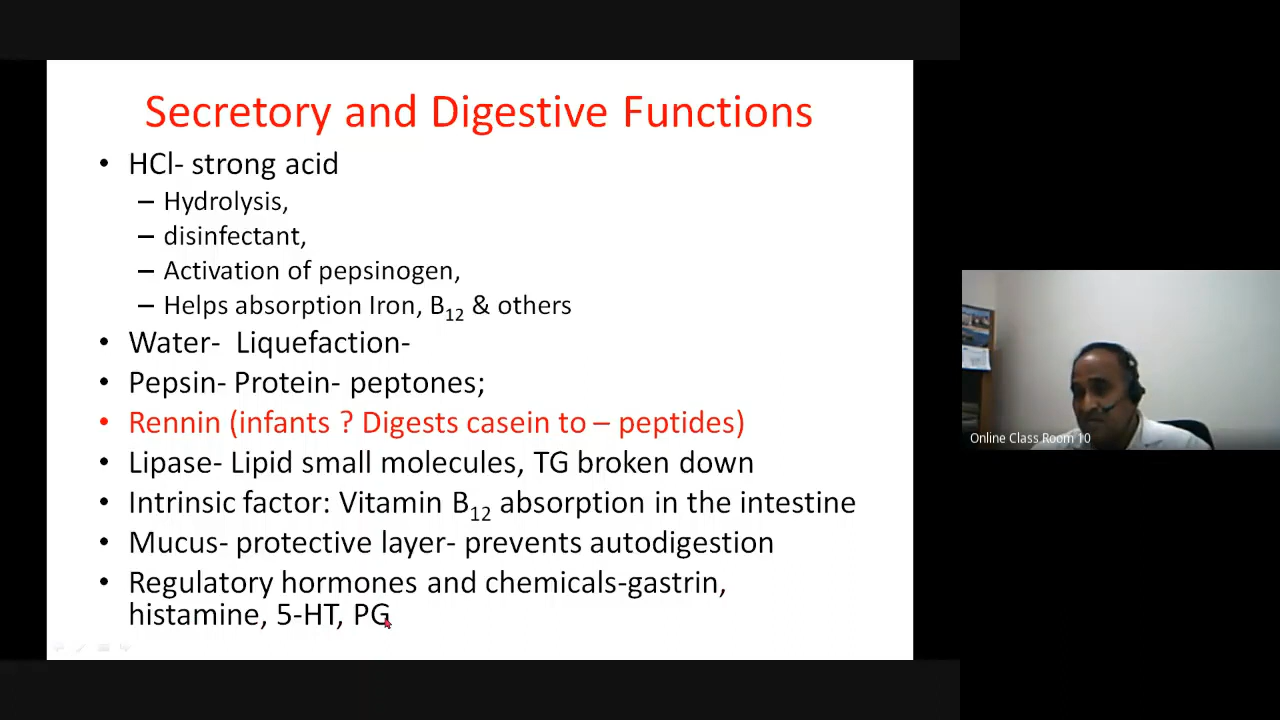 Secretory and Digestive Functions
• HCl- strong acid
– Hydrolysis,
– disinfectant,
– Activation of pepsinogen,
– Helps absorption Iron, B12 & others
• Water- Liquefaction-
• Pepsin- Protein- peptones;
• Rennin (infants ? Digests casein to – peptides)
• Lipase- Lipid small molecules, TG broken down
• Intrinsic factor: Vitamin B12 absorption in the intestine
• Mucus- protective layer- prevents autodigestion
• Regulatory hormones and chemicals-gastrin,
histamine, 5-HT, PG
Online Class Room 10